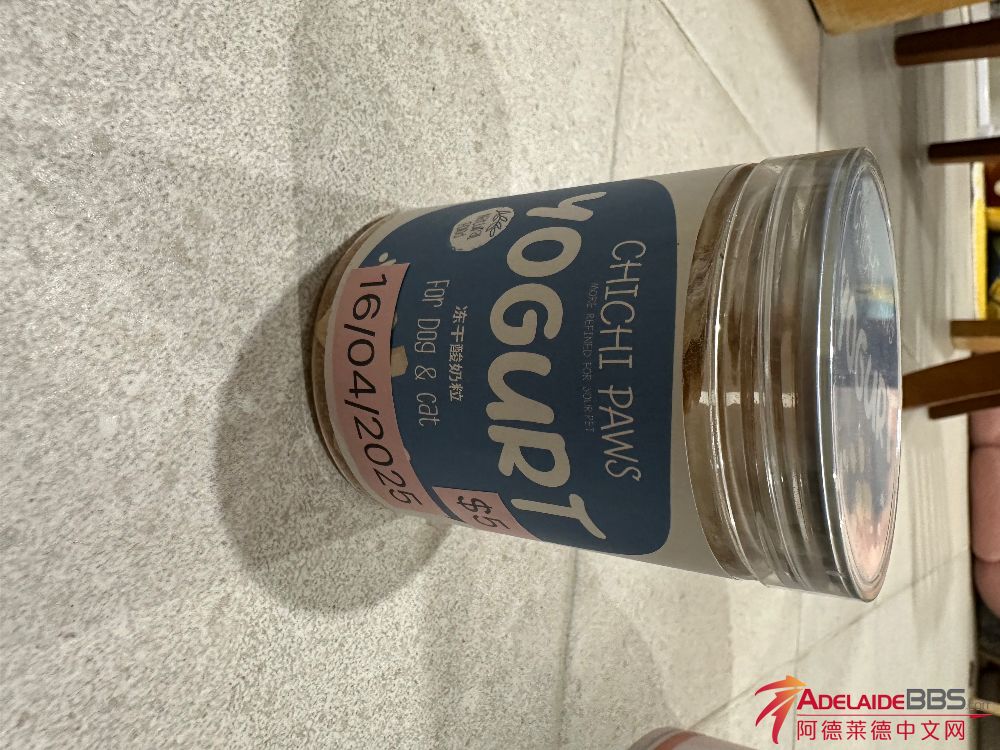 CHICHI PAWS
MORE REFINED FOR YOUR PET
YOGURT
冻干酸奶粒
For Dog & cat
$5
16/04/2025
ADELAIDEBBS.com
阿德莱德中文网